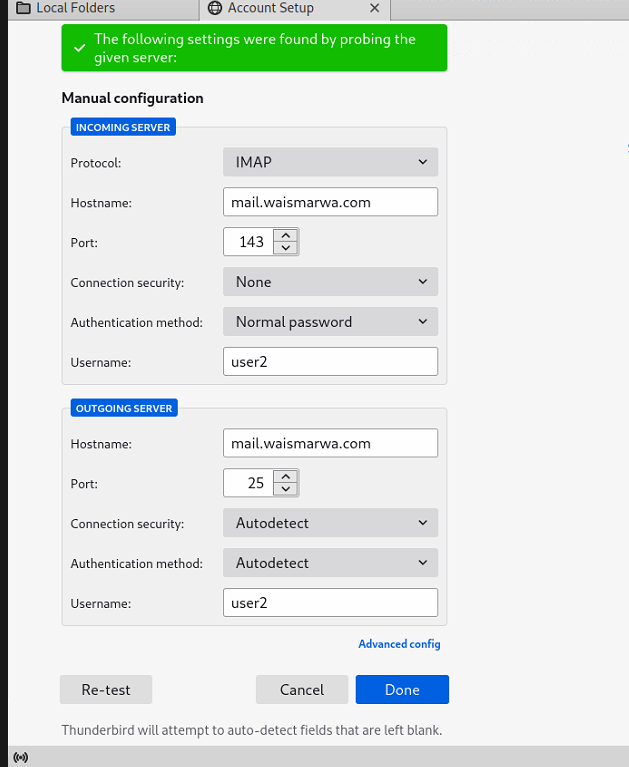 Local Folders
Account Setup
The following settings were found by probing the
given server:
Manual configuration
INCOMING SERVER
Protocol: IMAP
Hostname: mail.waismarwa.com
Port: 143
Connection security: None
Authentication method: Normal password
Username: user2
OUTGOING SERVER
Hostname: mail.waismarwa.com
Port: 25
Connection security: Autodetect
Authentication method: Autodetect
Username: user2
Advanced config
Re-test Cancel Done
Thunderbird will attempt to auto-detect fields that are left blank.